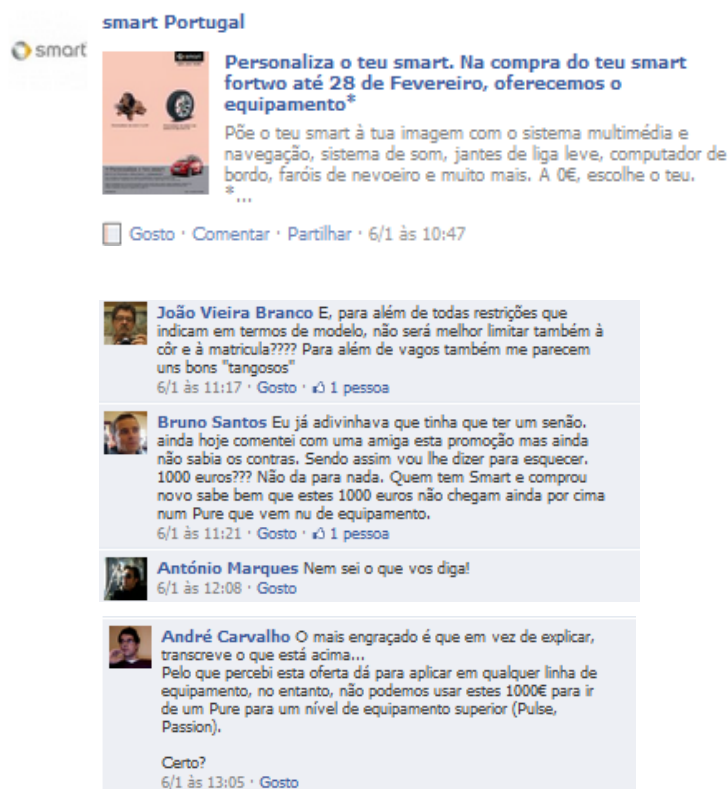 smart Portugal
smart
Personaliza o teu smart. Na compra do teu smart
fortwo até 28 de Fevereiro, oferecemos o
equipamento*
Põe o teu smart à tua imagem com o sistema multimédia e
navegação, sistema de som, jantes de liga leve, computador de
bordo, faróis de nevoeiro e muito mais. A 0€, escolhe o teu.
*...
Gosto · Comentar · Partilhar · 6/1 às 10:47
João Vieira Branco E, para além de todas restrições que
indicam em termos de modelo, não será melhor limitar também à
côr e à matricula???? Para além de vagos também me parecem
uns bons "tangosos"
6/1 às 11:17 · Gosto · 1 pessoa
Bruno Santos Eu já adivinhava que tinha que ter um senão.
ainda hoje comentei com uma amiga esta promoção mas ainda
não sabia os contras. Sendo assim vou lhe dizer para esquecer.
1000 euros??? Não da para nada. Quem tem Smart e comprou
novo sabe bem que estes 1000 euros não chegam ainda por cima
num Pure que vem nu de equipamento.
6/1 às 11:21 · Gosto · 1 pessoa
António Marques Nem sei o que vos diga!
6/1 às 12:08 · Gosto
André Carvalho O mais engraçado é que em vez de explicar,
transcreve o que está acima...
Pelo que percebi esta oferta dá para aplicar em qualquer linha de
equipamento, no entanto, não podemos usar estes 1000€ para ir
de um Pure para um nível de equipamento superior (Pulse,
Passion).
Certo?
6/1 às 13:05 · Gosto